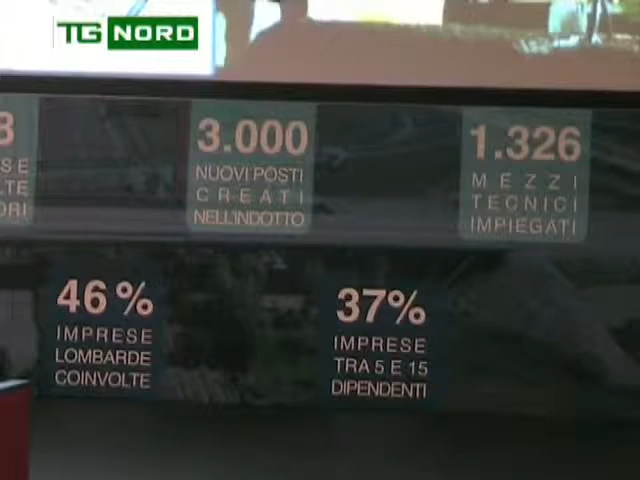 TG NORD
3.000
NUOVI POSTI
CREATI
NELL'INDOTTO
1.326
MEZZI
TECNICI
IMPIEGATI
46%
IMPRESE
LOMBARDE
COINVOLTE
37%
IMPRESE
TRA 5 E 15
DIPENDENTI